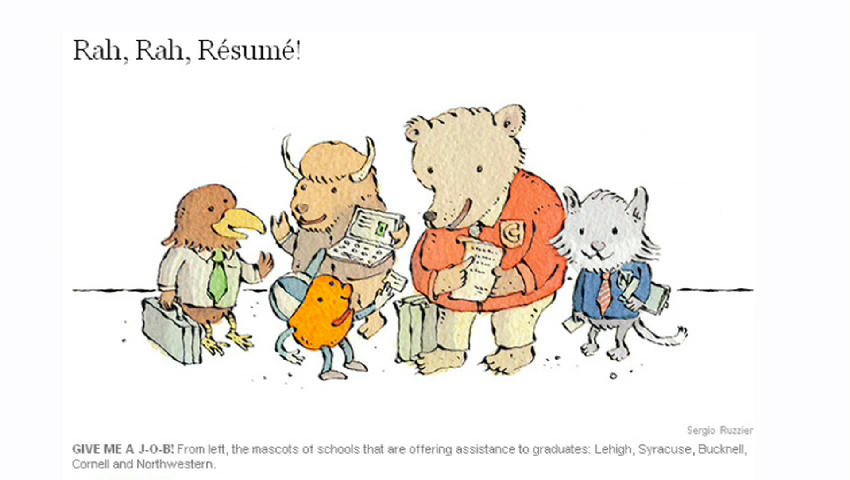 Rah, Rah, Résumé!
C
Sergio Ruzzier
GIVE ME A J-O-B! From left, the mascots of schools that are offering assistance to graduates: Lehigh, Syracuse, Bucknell,
Cornell and Northwestern.